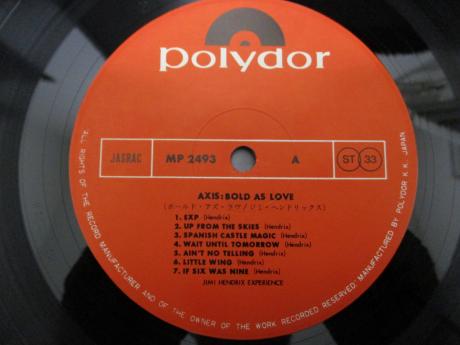 polydor
JASRAC MP 2493 A ST 33
AXIS: BOLD AS LOVE
(ボールド・アズ・ラヴ/ジミ・ヘンドリックス)
1. EXP (Hendrix)
2. UP FROM THE SKIES (Hendrix)
3. SPANISH CASTLE MAGIC (Hendrix)
4. WAIT UNTIL TOMORROW (Hendrix)
5. AIN'T NO TELLING (Hendrix)
6. LITTLE WING (Hendrix)
7. IF SIX WAS NINE (Hendrix)
JIMI HENDRIX EXPERIENCE
ALL RIGHTS OF THE RECORD MANUFACTURER AND OF THE OWNER OF THE WORK RECORDED RESERVED. MANUFACTURED BY POLYDOR K.K. JAPAN